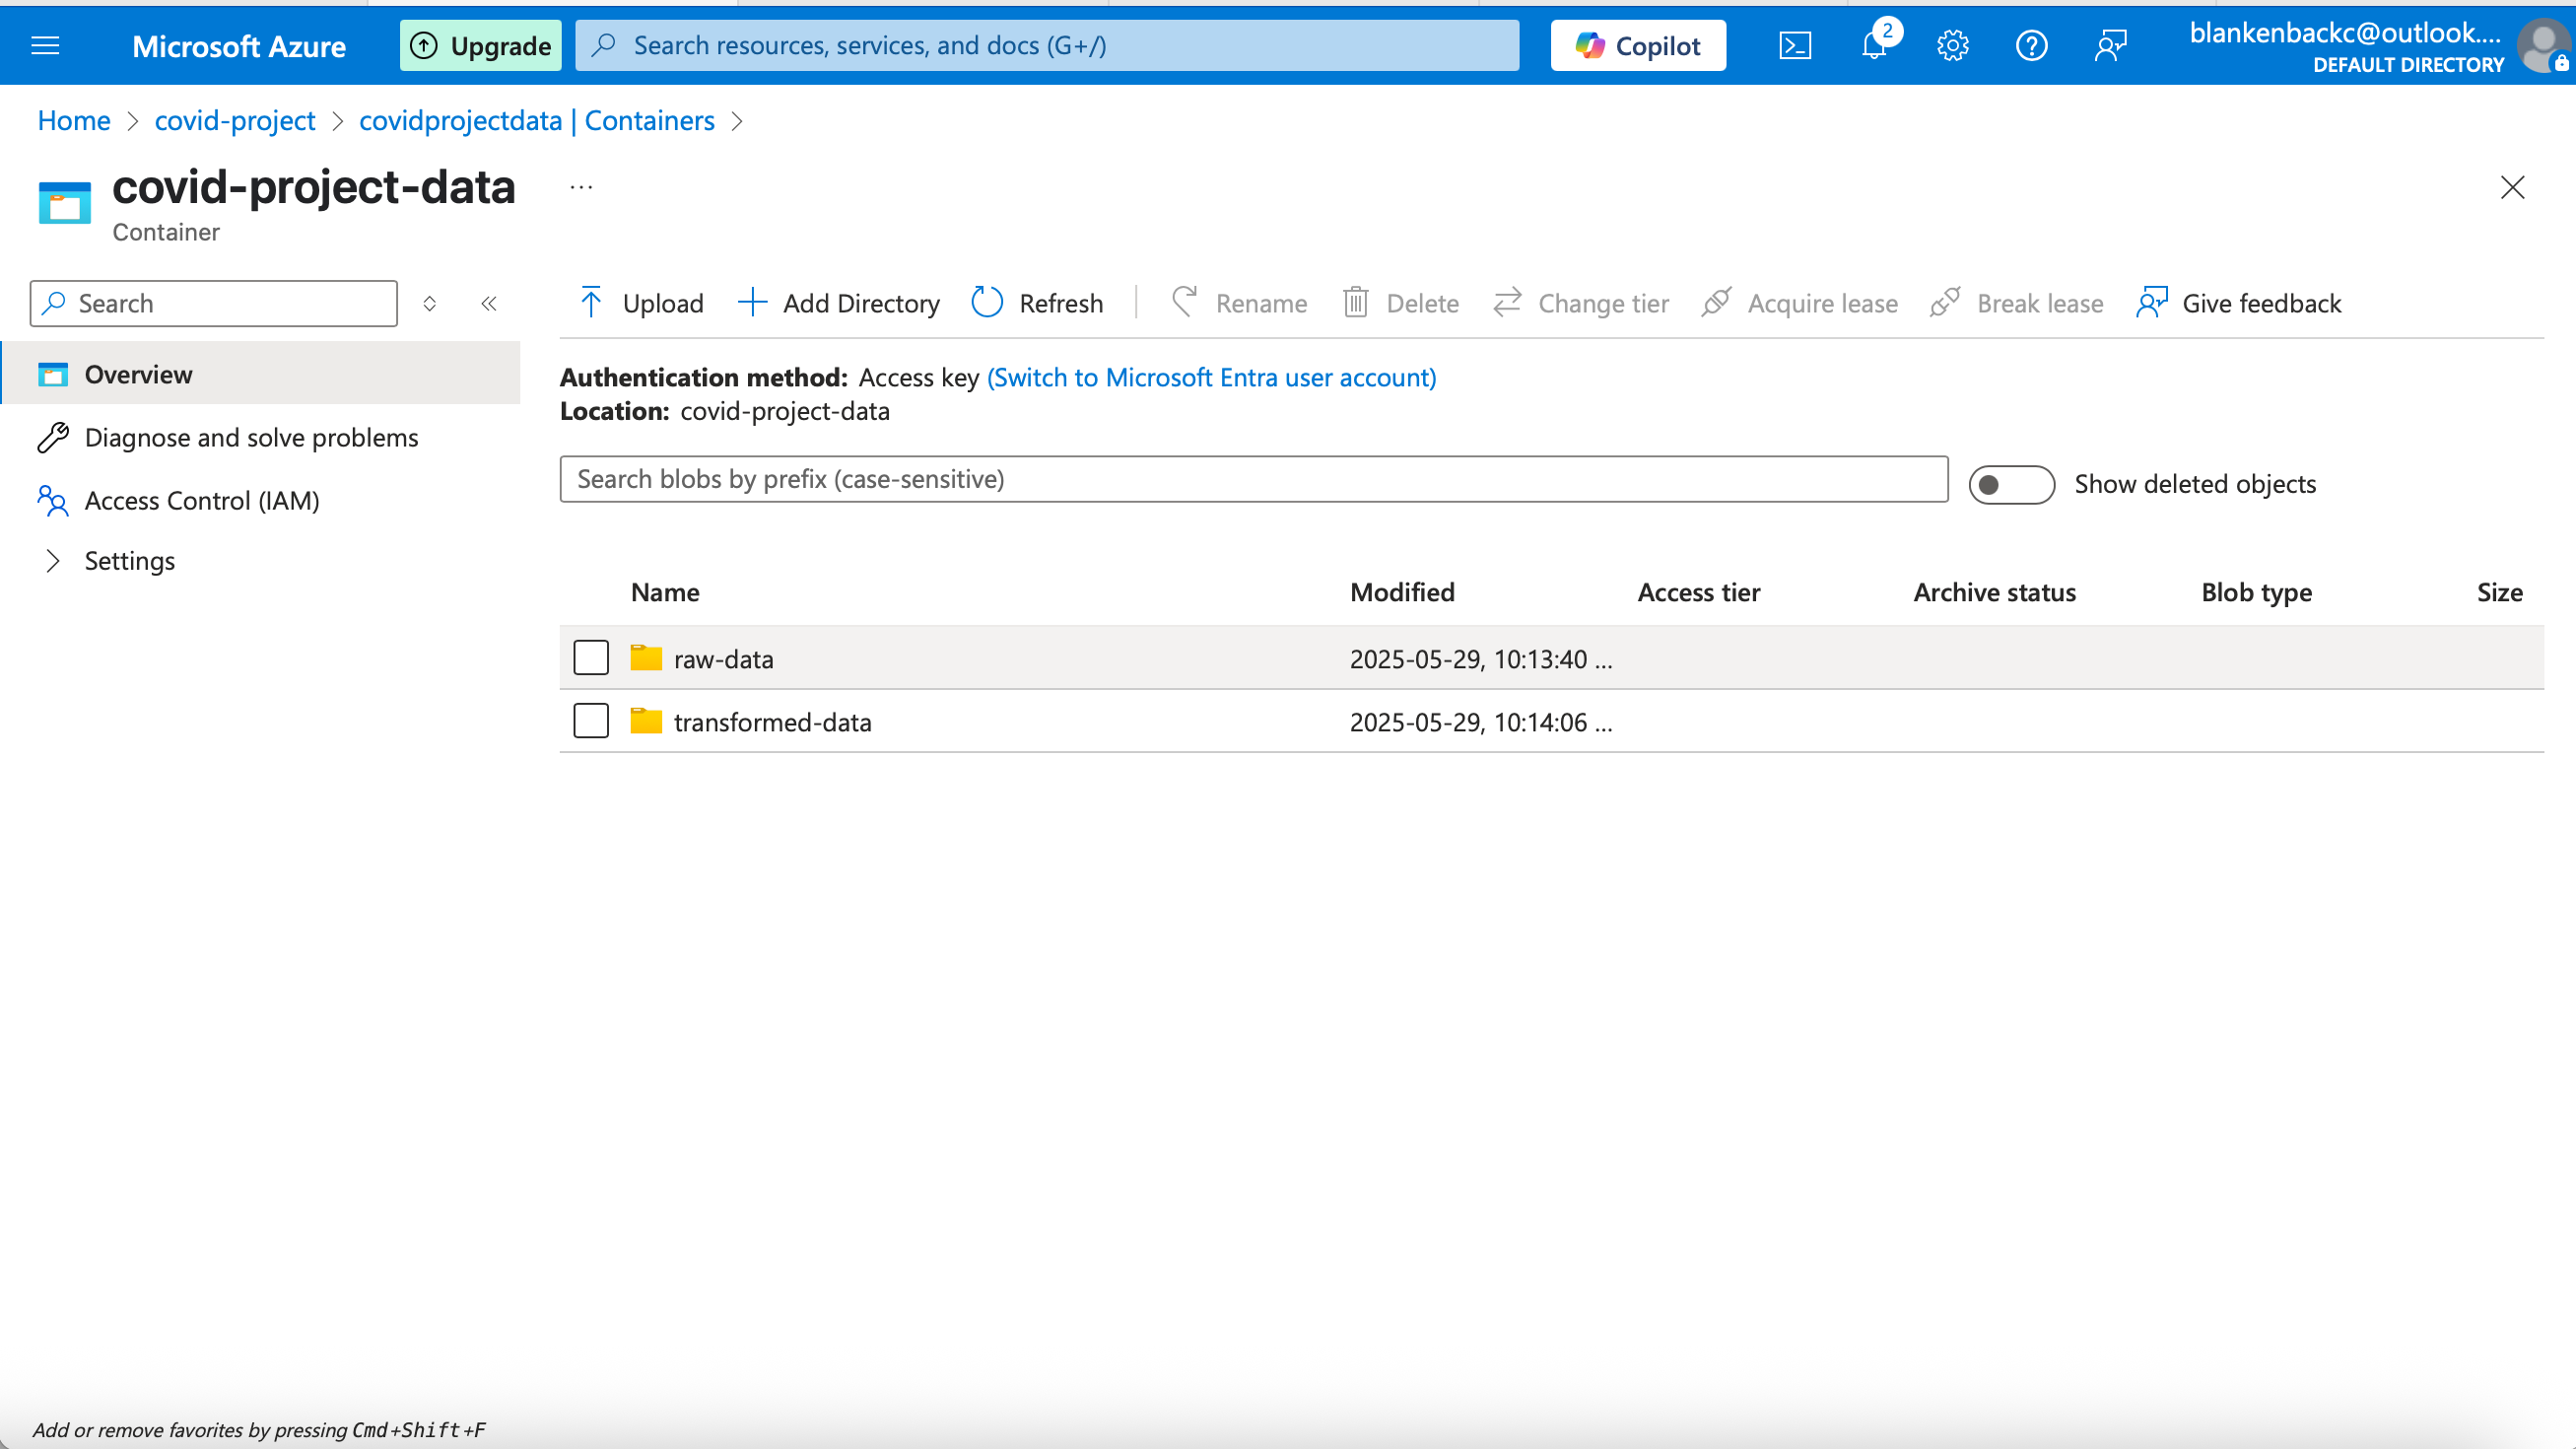 Microsoft Azure
Upgrade
Search resources, services, and docs (G+/)
Copilot
2
blankenbackc@outlook....
DEFAULT DIRECTORY
Home > covid-project > covidprojectdata | Containers >
covid-project-data
...
Container
Search
Upload
Add Directory
Refresh
Rename
Delete
Change tier
Acquire lease
Break lease
Give feedback
Overview
Diagnose and solve problems
Access Control (IAM)
Settings
Authentication method: Access key (Switch to Microsoft Entra user account)
Location: covid-project-data
Search blobs by prefix (case-sensitive)
Show deleted objects
Name Modified Access tier Archive status Blob type Size
raw-data 2025-05-29, 10:13:40 ...
transformed-data 2025-05-29, 10:14:06 ...
Add or remove favorites by pressing Cmd+Shift+F